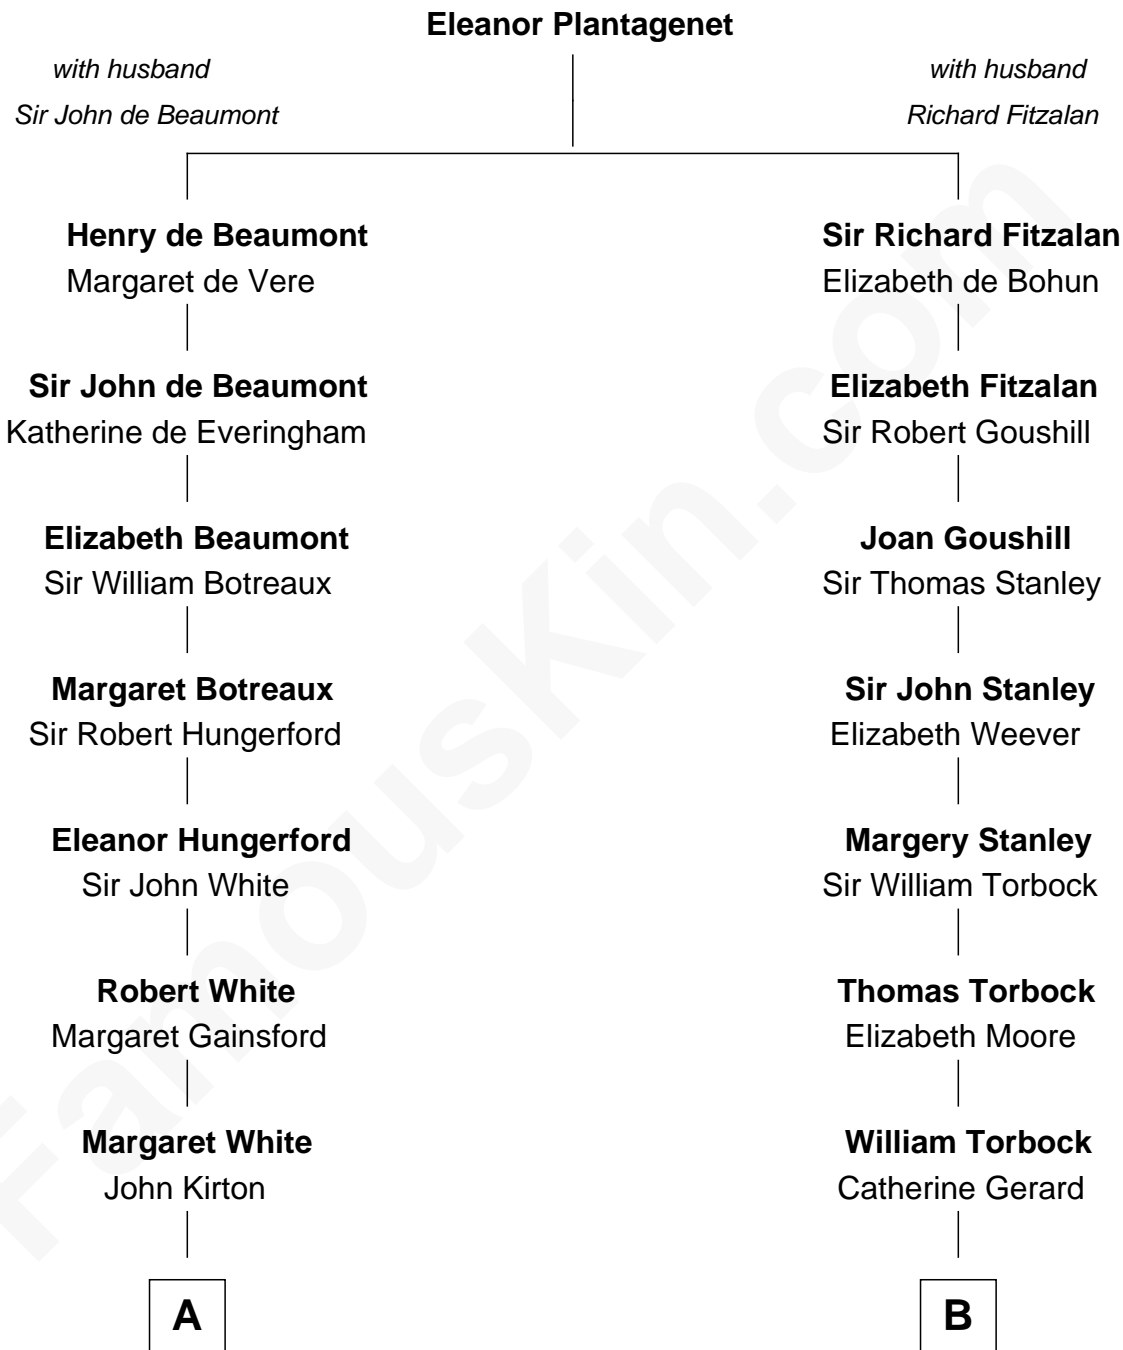 Eleanor Plantagenet
with husband
Sir John de Beaumont
with husband
Richard Fitzalan
Henry de Beaumont
Margaret de Vere
Sir John de Beaumont
Katherine de Everingham
Elizabeth Beaumont
Sir William Botreaux
Margaret Botreaux
Sir Robert Hungerford
Eleanor Hungerford
Sir John White
Robert White
Margaret Gainsford
Margaret White
John Kirton
A
Sir Richard Fitzalan
Elizabeth de Bohun
Elizabeth Fitzalan
Sir Robert Goushill
Joan Goushill
Sir Thomas Stanley
Sir John Stanley
Elizabeth Weever
Margery Stanley
Sir William Torbock
Thomas Torbock
Elizabeth Moore
William Torbock
Catherine Gerard
B
FamousKin.com